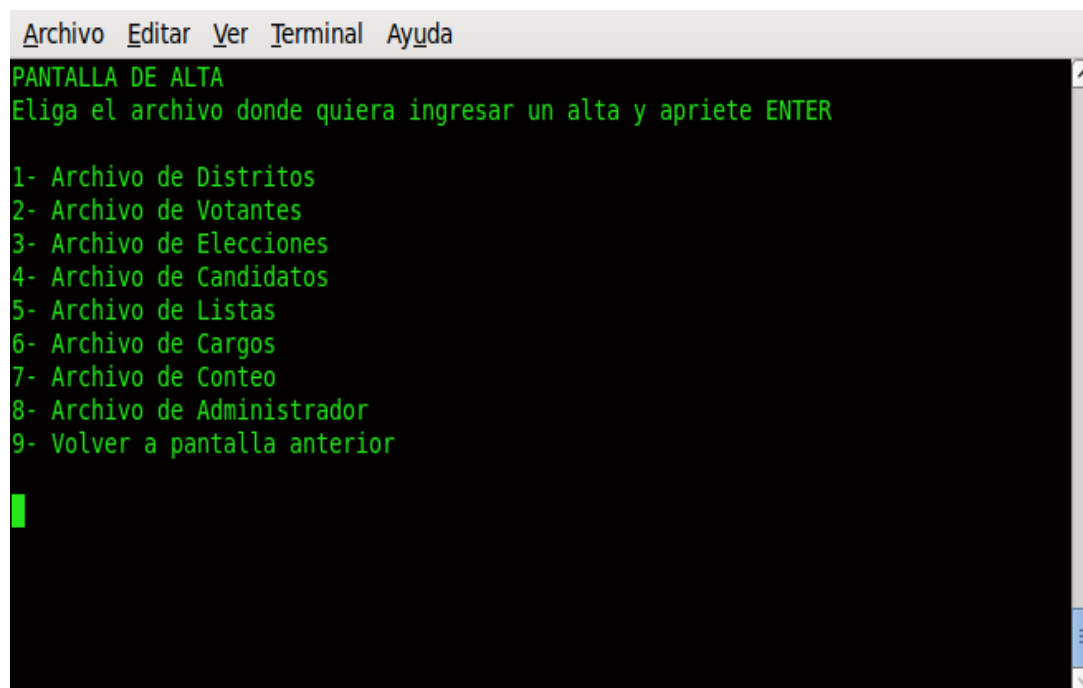 Archivo Editar Ver Terminal Ayuda
PANTALLA DE ALTA
Eliga el archivo donde quiera ingresar un alta y apriete ENTER
1- Archivo de Distritos
2- Archivo de Votantes
3- Archivo de Elecciones
4- Archivo de Candidatos
5- Archivo de Listas
6- Archivo de Cargos
7- Archivo de Conteo
8- Archivo de Administrador
9- Volver a pantalla anterior